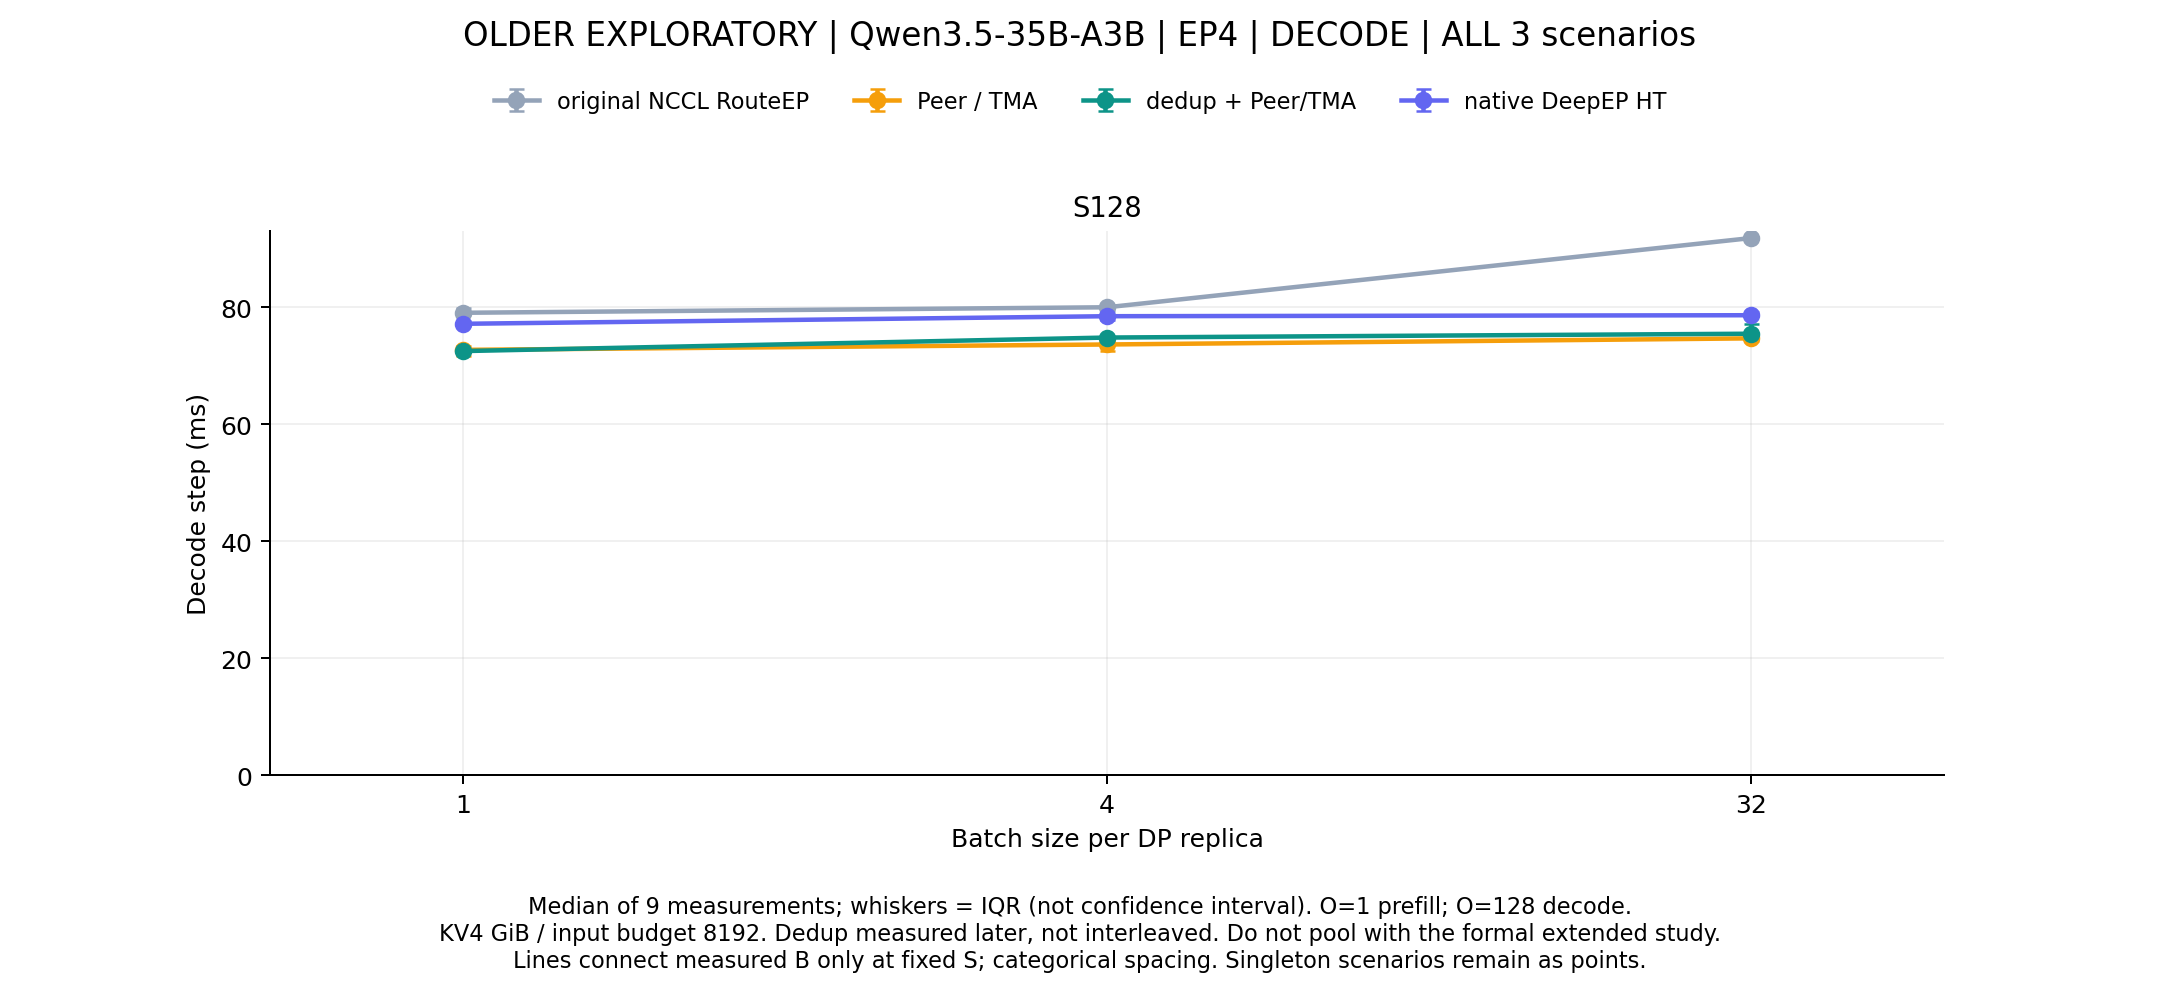 OLDER EXPLORATORY | Qwen3.5-35B-A3B | EP4 | DECODE | ALL 3 scenarios
original NCCL RouteEP
Peer / TMA
dedup + Peer/TMA
native DeepEP HT
S128
Decode step (ms)
80
60
40
20
0
1
4
32
Batch size per DP replica
Median of 9 measurements; whiskers = IQR (not confidence interval). O=1 prefill; O=128 decode.
KV4 GiB / input budget 8192. Dedup measured later, not interleaved. Do not pool with the formal extended study.
Lines connect measured B only at fixed S; categorical spacing. Singleton scenarios remain as points.